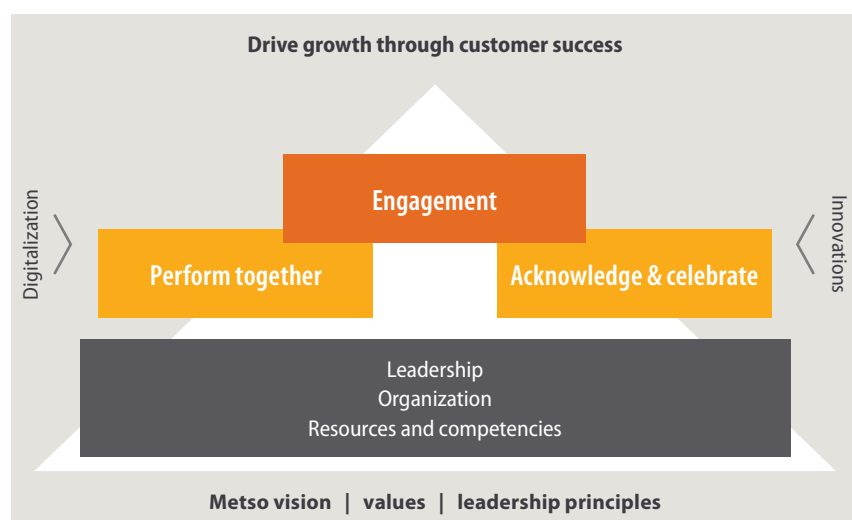 Drive growth through customer success
Engagement
Digitalization
Innovations
Perform together
Acknowledge & celebrate
Leadership
Organization
Resources and competencies
Metso vision | values | leadership principles